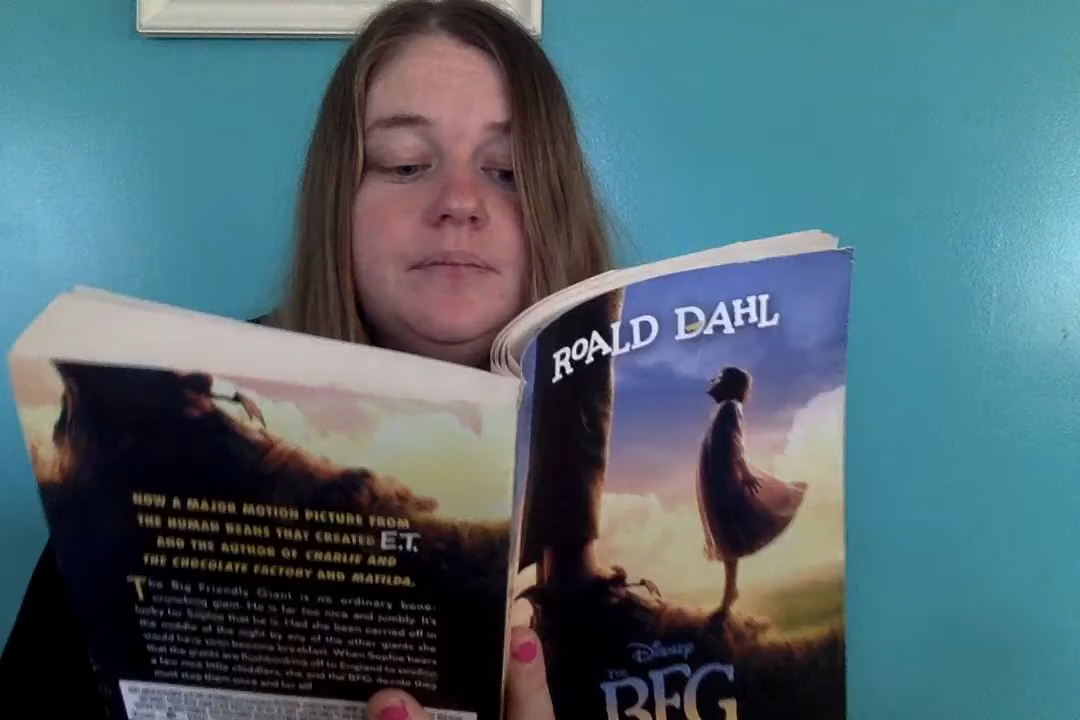 NOW A MAJOR MOTION PICTURE FROM
THE HUMAN BEANS THAT CREATED E.T.
AND THE AUTHOR OF CHARLIE AND
THE CHOCOLATE FACTORY AND MATILDA.
The Big Friendly Giant is no ordinary bone-
crunching giant. He is far too nice and jumbly. It's
lucky for Sophie that he is. Had she been carried off in
the middle of the night by any of the other giants she
would have soon become breakfast. When Sophie hears
that the giants are flushbunking off to England to swollop
a few nice little chiddlers, she and the BFG decide they
must stop them once and for all!
ROALD DAHL
Disney
THE
BFG